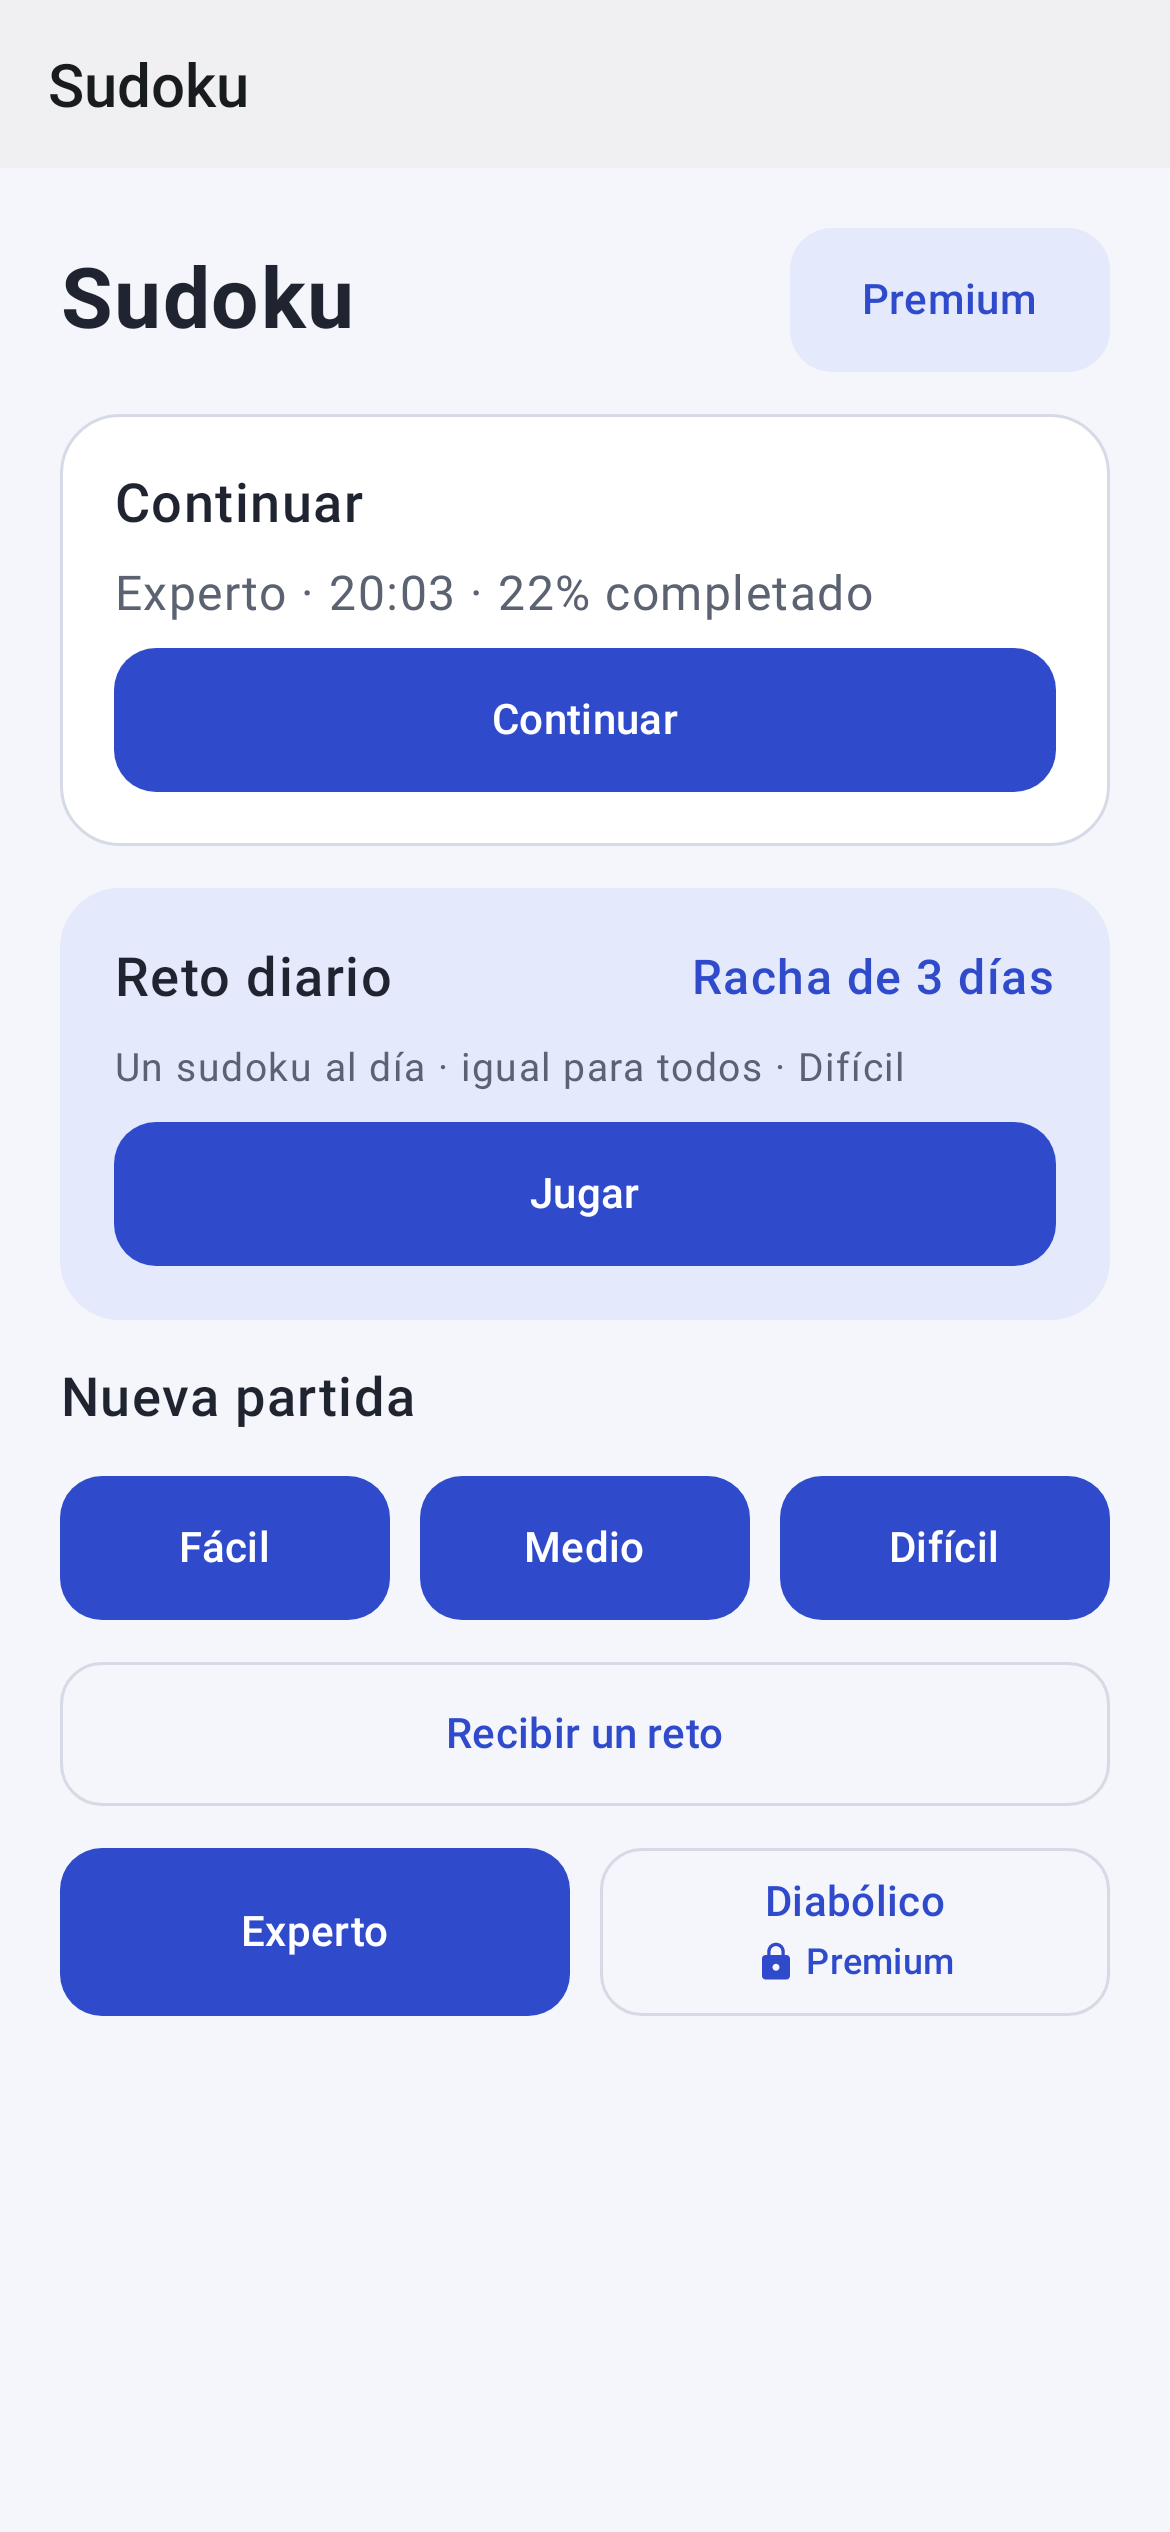 Sudoku
Sudoku
Premium
Continuar
Experto · 20:03 · 22% completado
Continuar
Reto diario
Racha de 3 días
Un sudoku al día · igual para todos · Difícil
Jugar
Nueva partida
Fácil
Medio
Difícil
Recibir un reto
Experto
Diabólico
Premium